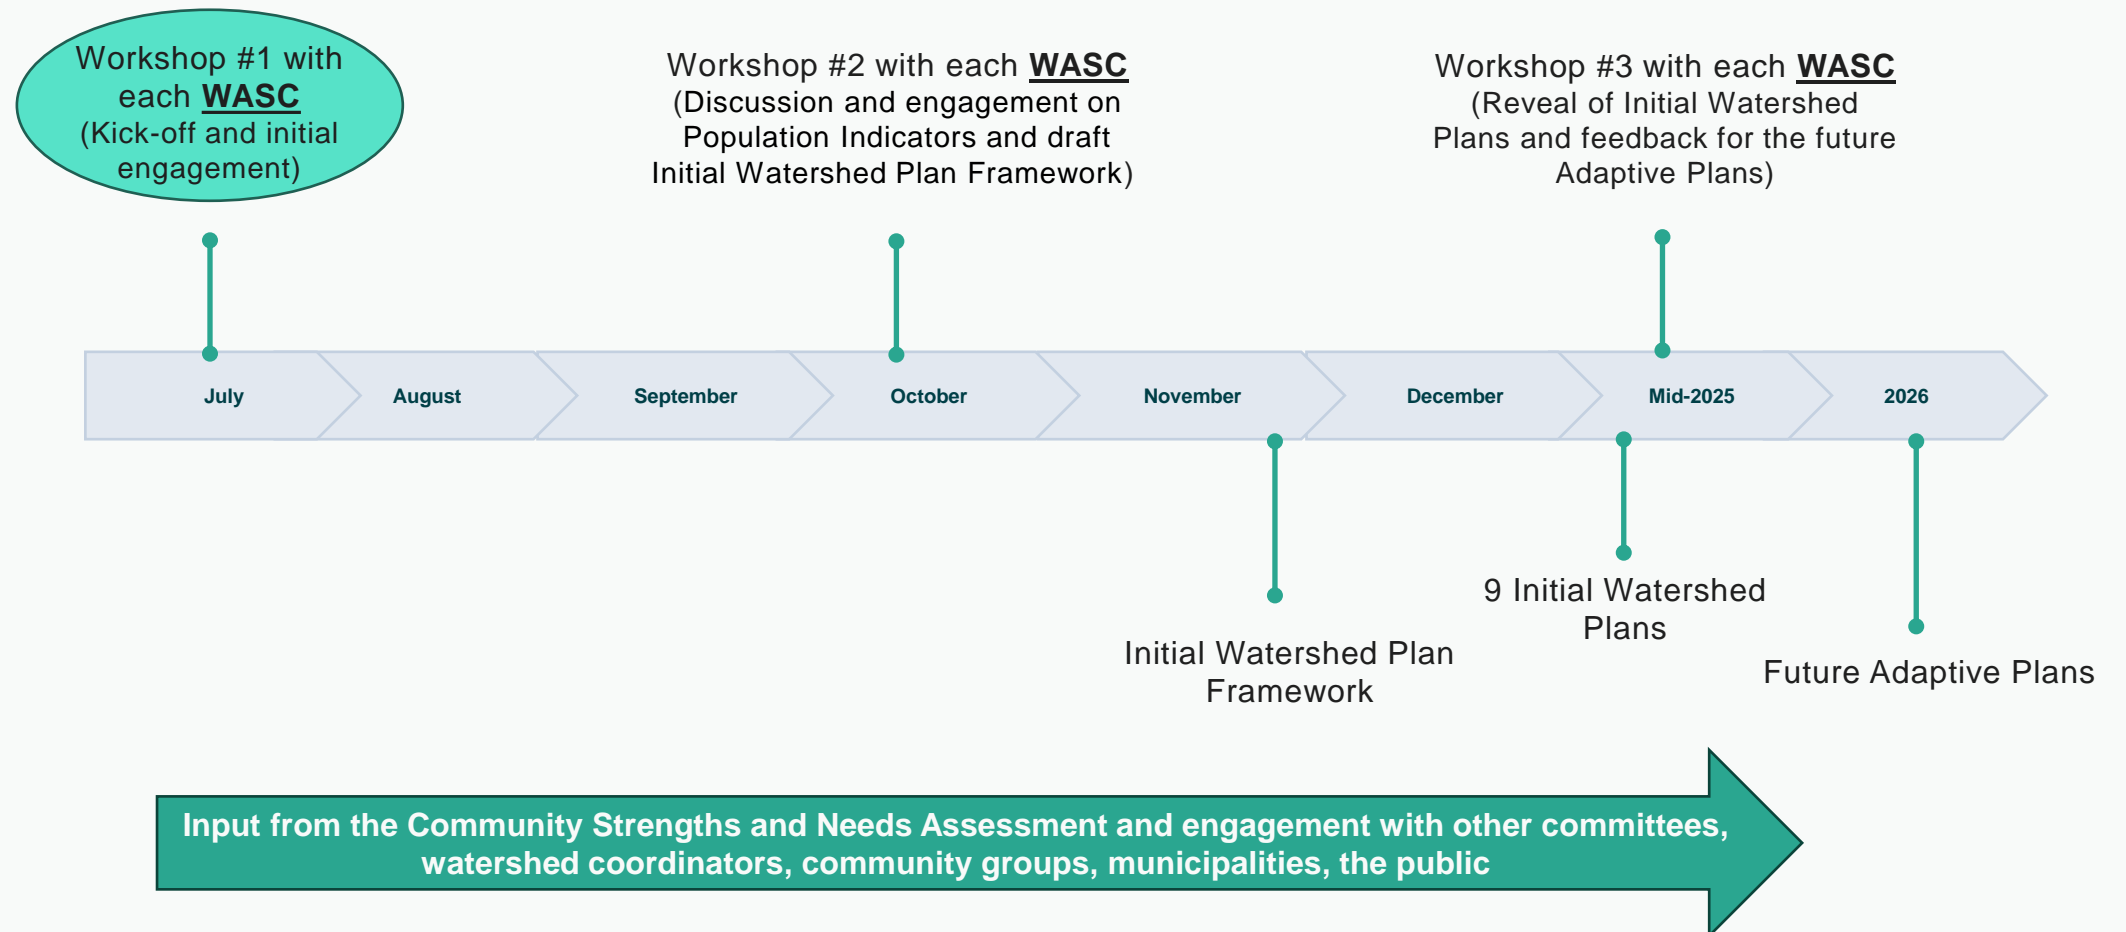 Workshop #1 with
each WASC
(Kick-off and initial
engagement)
Workshop #2 with each WASC
(Discussion and engagement on
Population Indicators and draft
Initial Watershed Plan Framework)
Workshop #3 with each WASC
(Reveal of Initial Watershed
Plans and feedback for the future
Adaptive Plans)
July
August
September
October
November
December
Mid-2025
2026
Initial Watershed Plan
Framework
9 Initial Watershed
Plans
Future Adaptive Plans
Input from the Community Strengths and Needs Assessment and engagement with other committees,
watershed coordinators, community groups, municipalities, the public